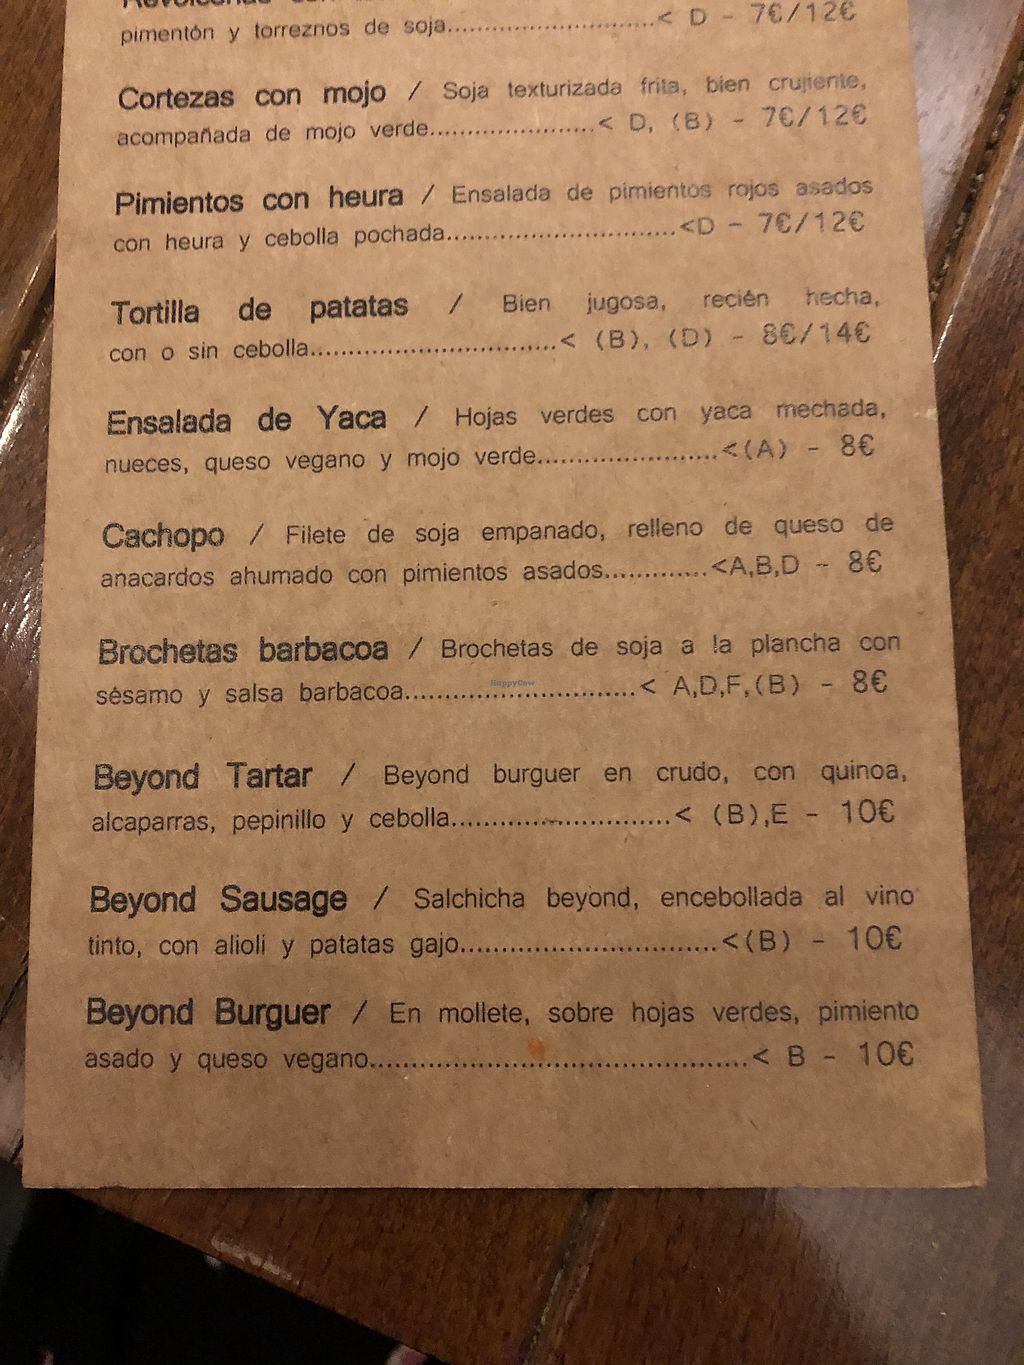 pimentón y torreznos de soja..............................< D - 7€/12€
Cortezas con mojo / Soja texturizada frita, bien crujiente,
acompañada de mojo verde.......................< D, (B) - 7€/12€
Pimientos con heura / Ensalada de pimientos rojos asados
con heura y cebolla pochada..............................<D - 7€/12€
Tortilla de patatas / Bien jugosa, recién hecha,
con o sin cebolla................................< (B), (D) - 8€/14€
Ensalada de Yaca / Hojas verdes con yaca mechada,
nueces, queso vegano y mojo verde.......................<(A) - 8€
Cachopo / Filete de soja empanado, relleno de queso de
anacardos ahumado con pimientos asados.............<A,B,D - 8€
Brochetas barbacoa / Brochetas de soja a la plancha con
sésamo y salsa barbacoa.............................< A,D,F,(B) - 8€
HappyCow
Beyond Tartar / Beyond burguer en crudo, con quinoa,
alcaparras, pepinillo y cebolla...........................< (B),E - 10€
Beyond Sausage / Salchicha beyond, encebollada al vino
tinto, con alioli y patatas gajo................................<(B) - 10€
Beyond Burguer / En mollete, sobre hojas verdes, pimiento
asado y queso vegano..............................................< B - 10€